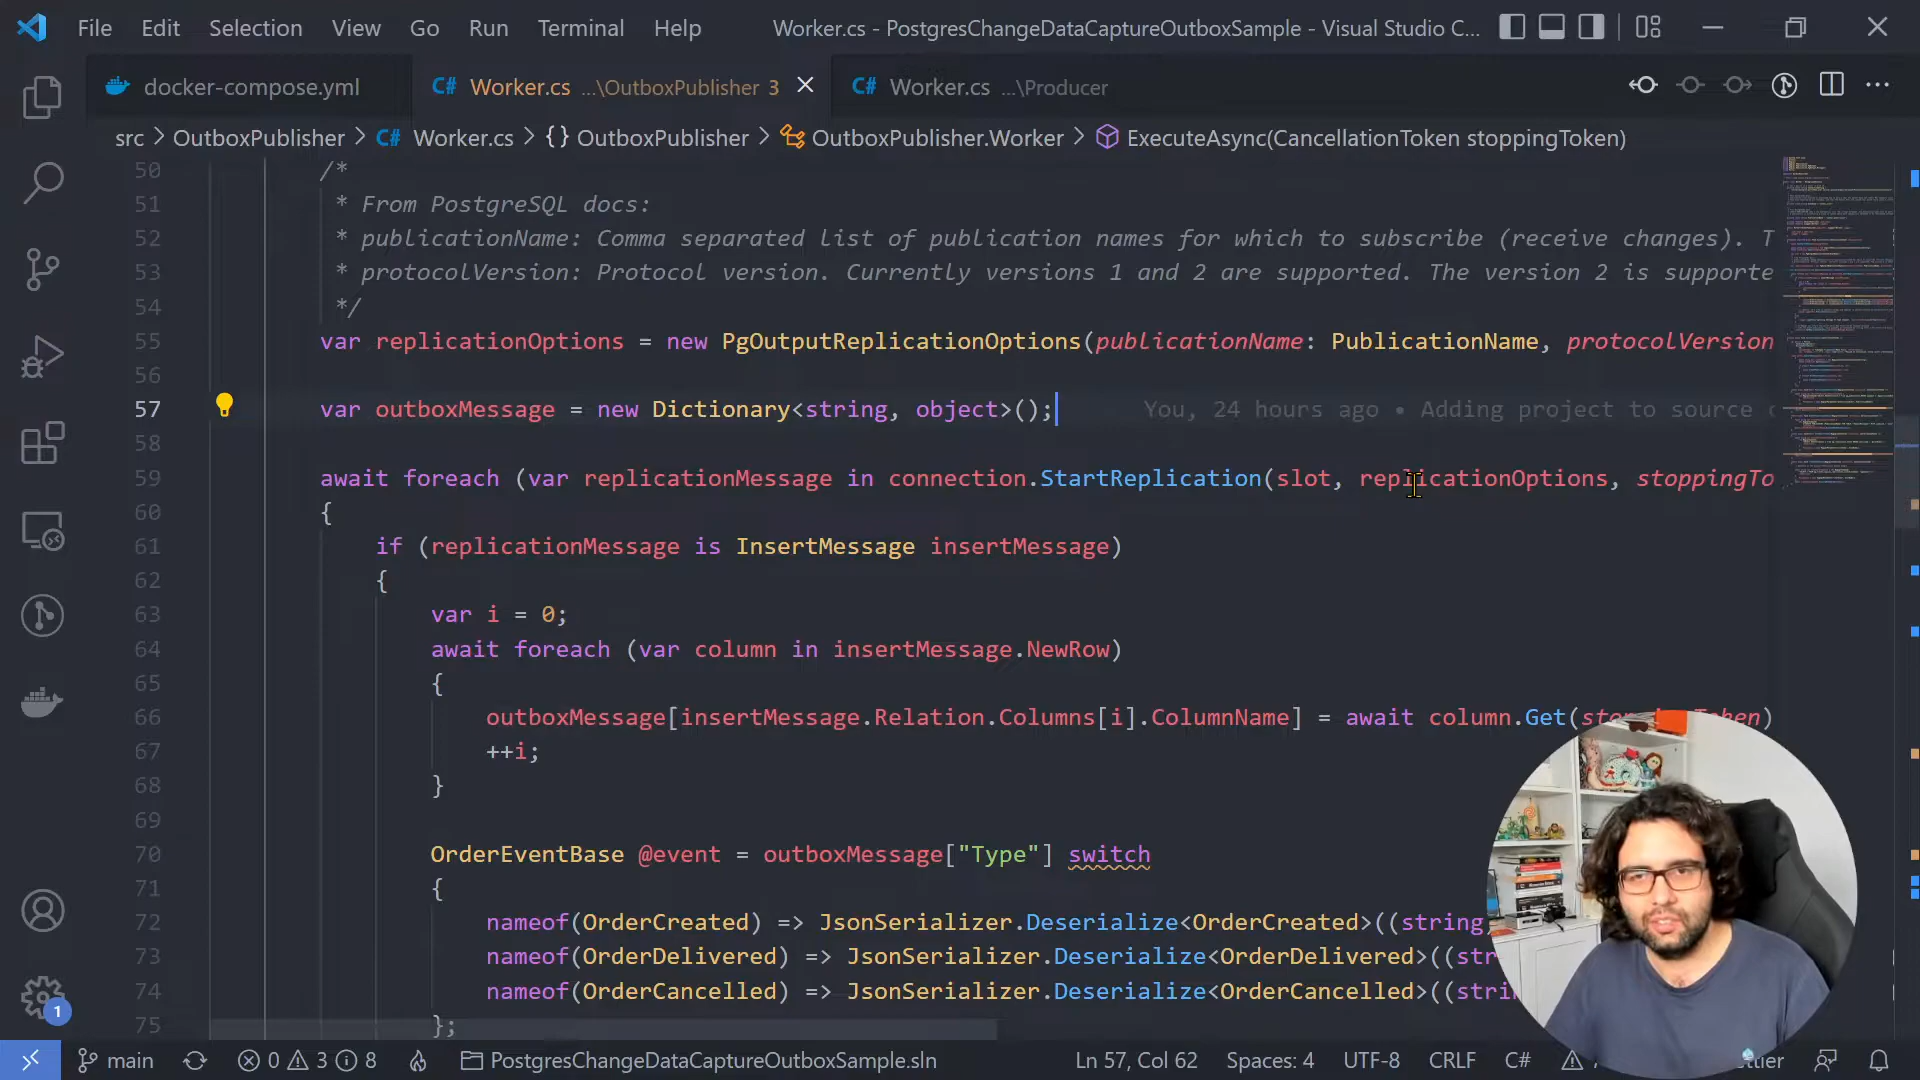 File Edit Selection View Go Run Terminal Help Worker.cs - PostgresChangeDataCaptureOutboxSample - Visual Studio C...
docker-compose.yml C# Worker.cs ...\OutboxPublisher 3 C# Worker.cs ...\Producer
src > OutboxPublisher > C# Worker.cs > {} OutboxPublisher > OutboxPublisher.Worker > ExecuteAsync(CancellationToken stoppingToken)
50 /*
51 * From PostgreSQL docs:
52 * publicationName: Comma separated list of publication names for which to subscribe (receive changes). T
53 * protocolVersion: Protocol version. Currently versions 1 and 2 are supported. The version 2 is supporte
54 */
55 var replicationOptions = new PgOutputReplicationOptions(publicationName: PublicationName, protocolVersion
56
57 var outboxMessage = new Dictionary<string, object>(); You, 24 hours ago • Adding project to source
58
59 await foreach (var replicationMessage in connection.StartReplication(slot, replicationOptions, stoppingTo
60 {
61 if (replicationMessage is InsertMessage insertMessage)
62 {
63 var i = 0;
64 await foreach (var column in insertMessage.NewRow)
65 {
66 outboxMessage[insertMessage.Relation.Columns[i].ColumnName] = await column.Get(
67 ++i;
68 }
69
70 OrderEventBase @event = outboxMessage["Type"] switch
71 {
72 nameof(OrderCreated) => JsonSerializer.Deserialize<OrderCreated>((string
73 nameof(OrderDelivered) => JsonSerializer.Deserialize<OrderDelivered>((str
74 nameof(OrderCancelled) => JsonSerializer.Deserialize<OrderCancelled>((stri
75 };
1
main 0 3 8 PostgresChangeDataCaptureOutboxSample.sln Ln 57, Col 62 Spaces: 4 UTF-8 CRLF C#